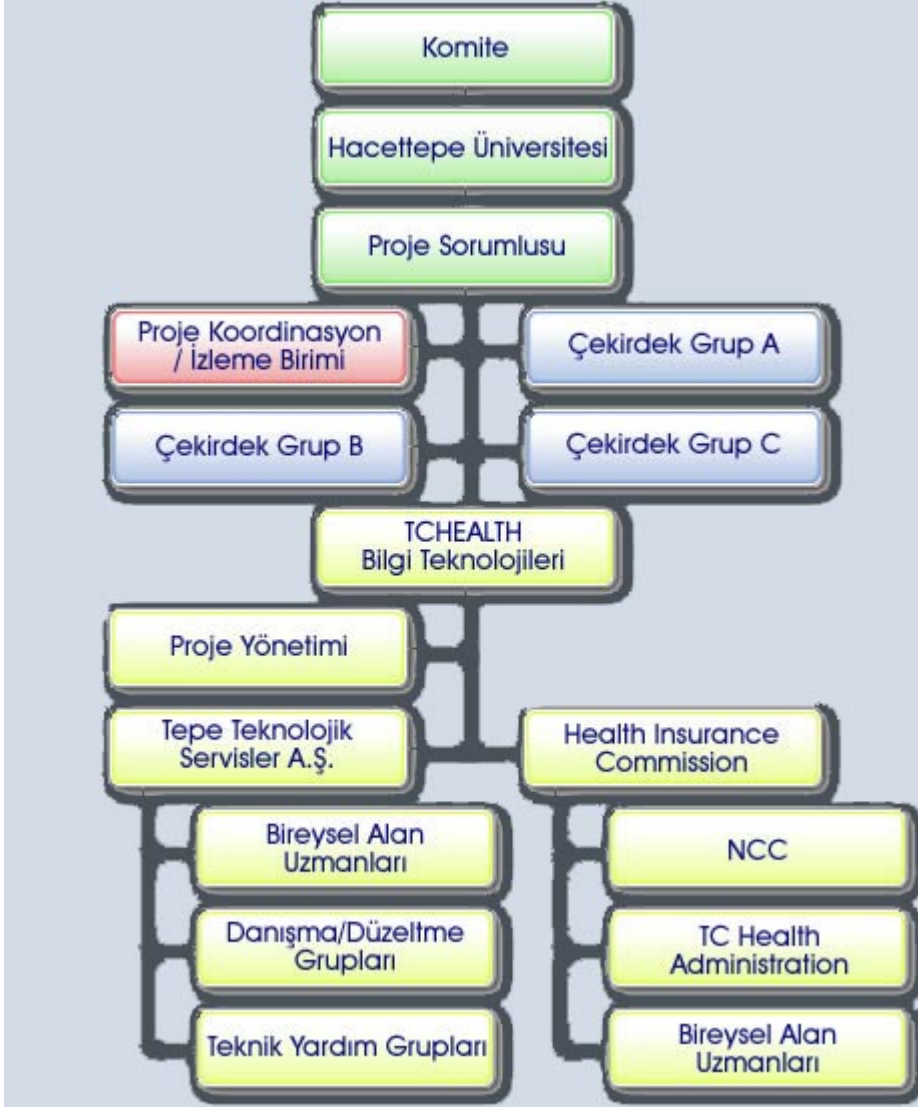 Komite
Hacettepe Üniversitesi
Proje Sorumlusu
Proje Koordinasyon
/ İzleme Birimi
Çekirdek Grup A
Çekirdek Grup B
Çekirdek Grup C
TCHEALTH
Bilgi Teknolojileri
Proje Yönetimi
Tepe Teknolojik
Servisler A.Ş.
Health Insurance
Commission
Bireysel Alan
Uzmanları
NCC
Danışma/Düzeltme
Grupları
TC Health
Administration
Teknik Yardım Grupları
Bireysel Alan
Uzmanları